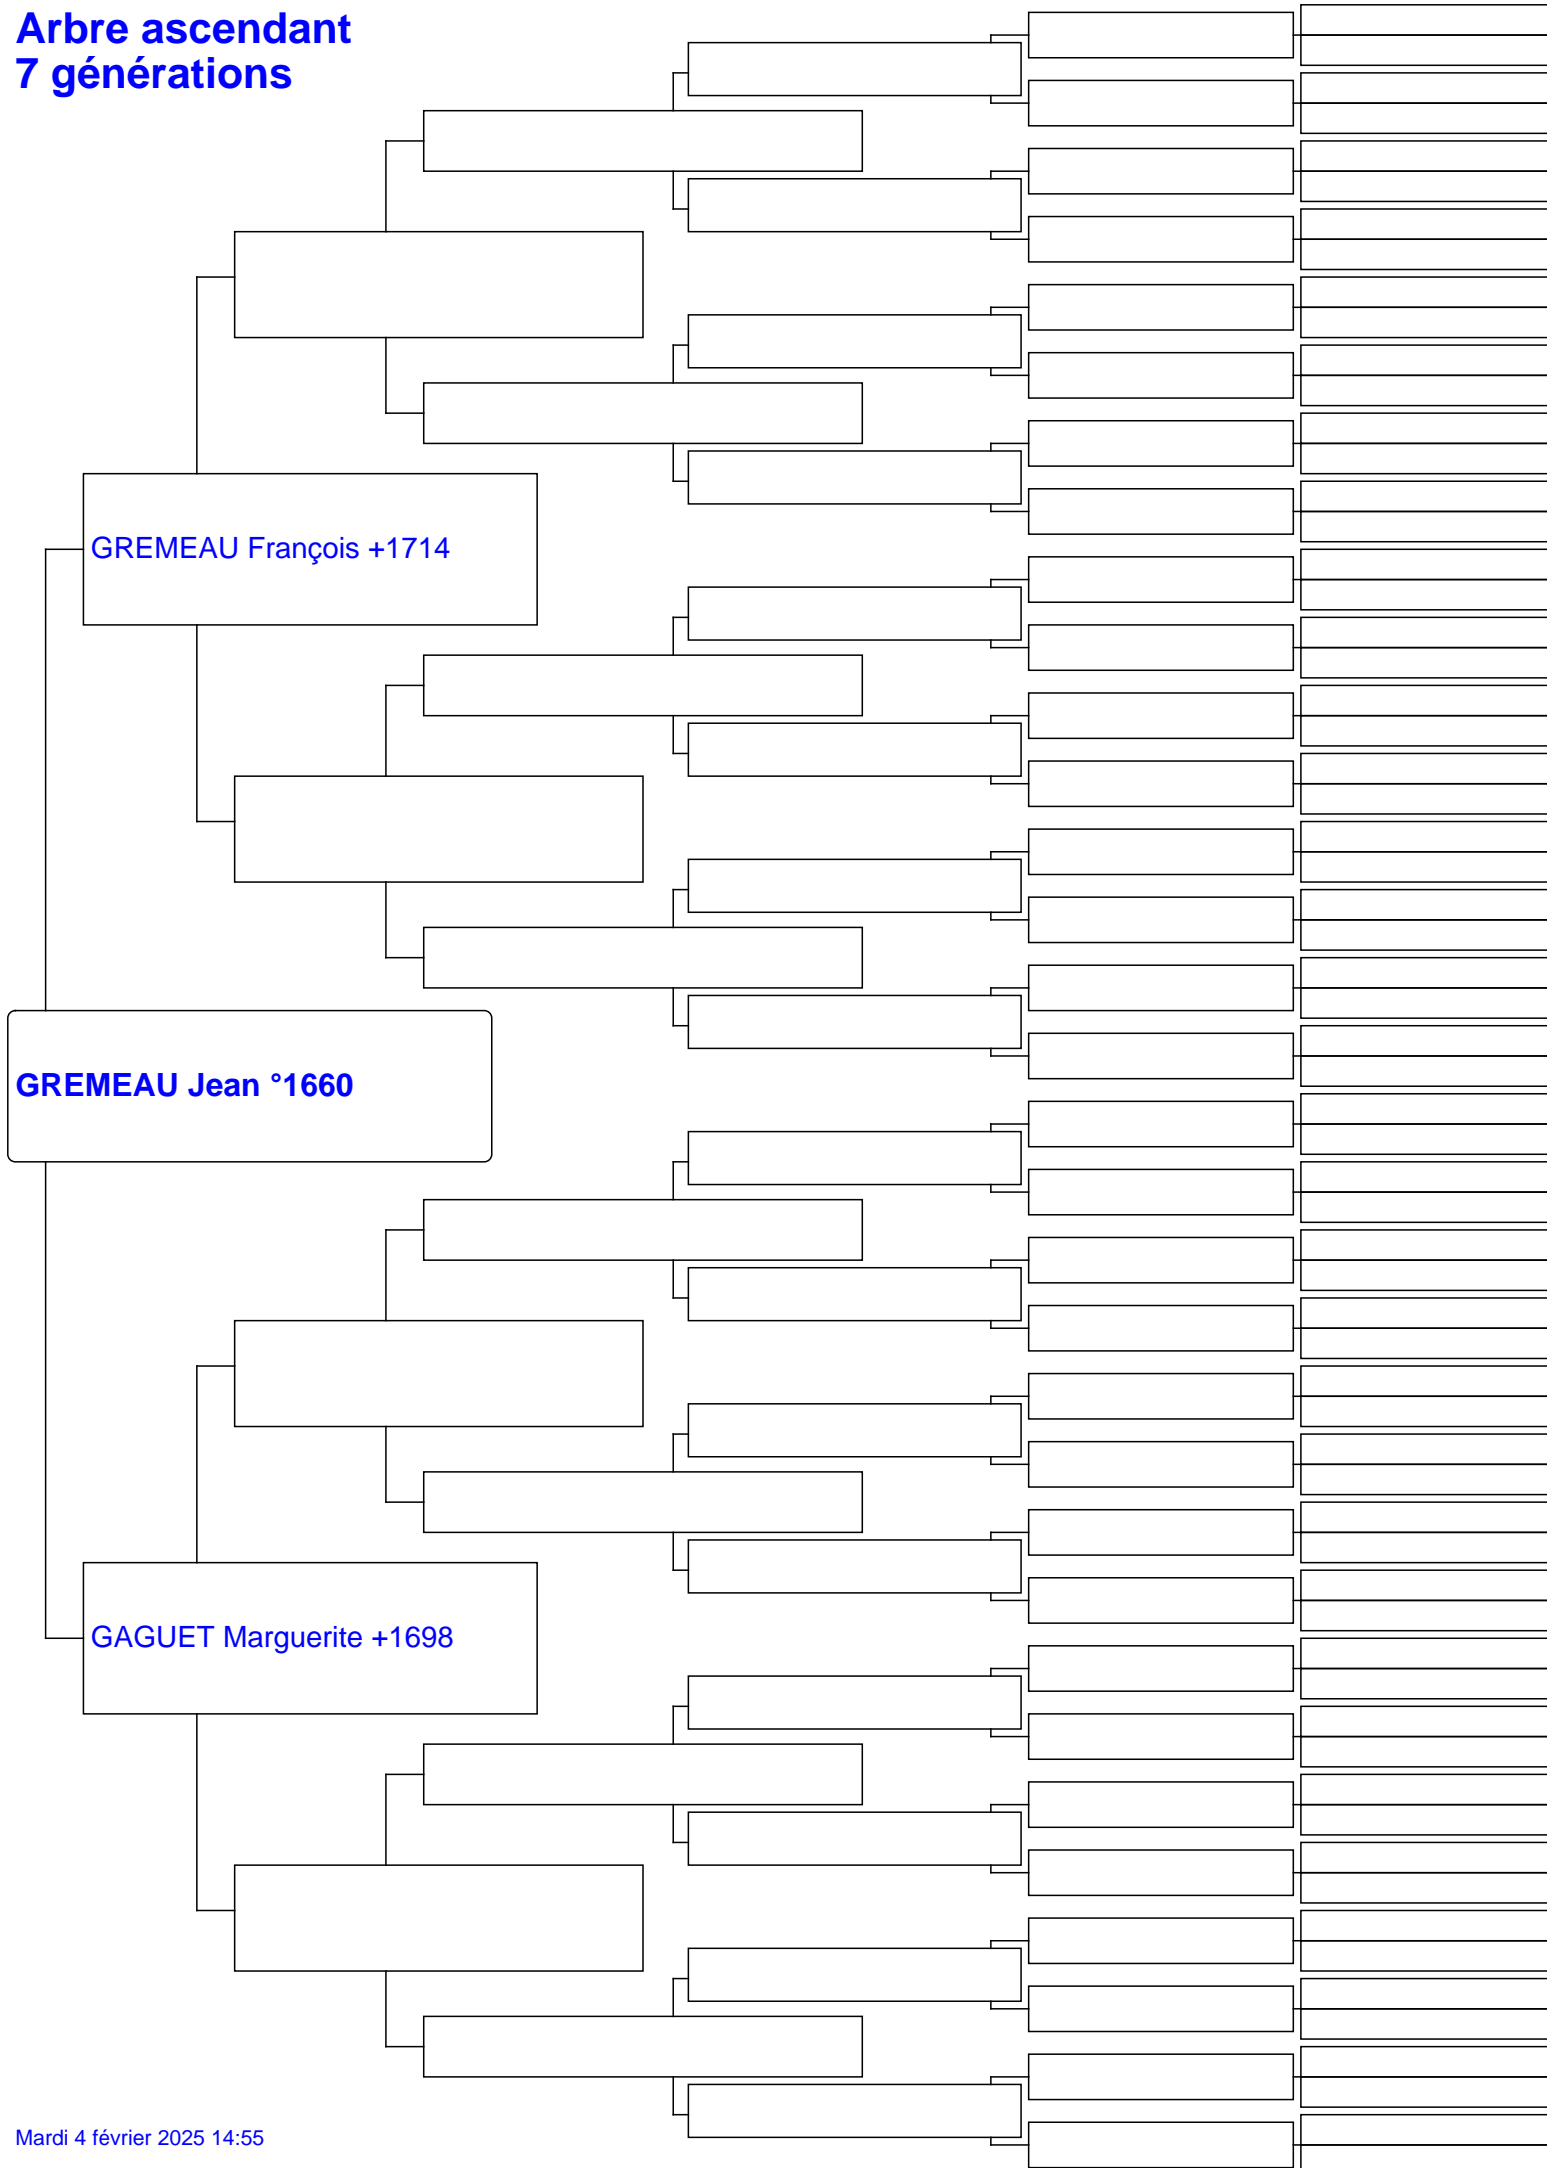 Arbre ascendant
7 générations
GREMEAU François +1714
GREMEAU Jean °1660
GAGUET Marguerite +1698
Mardi 4 février 2025 14:55